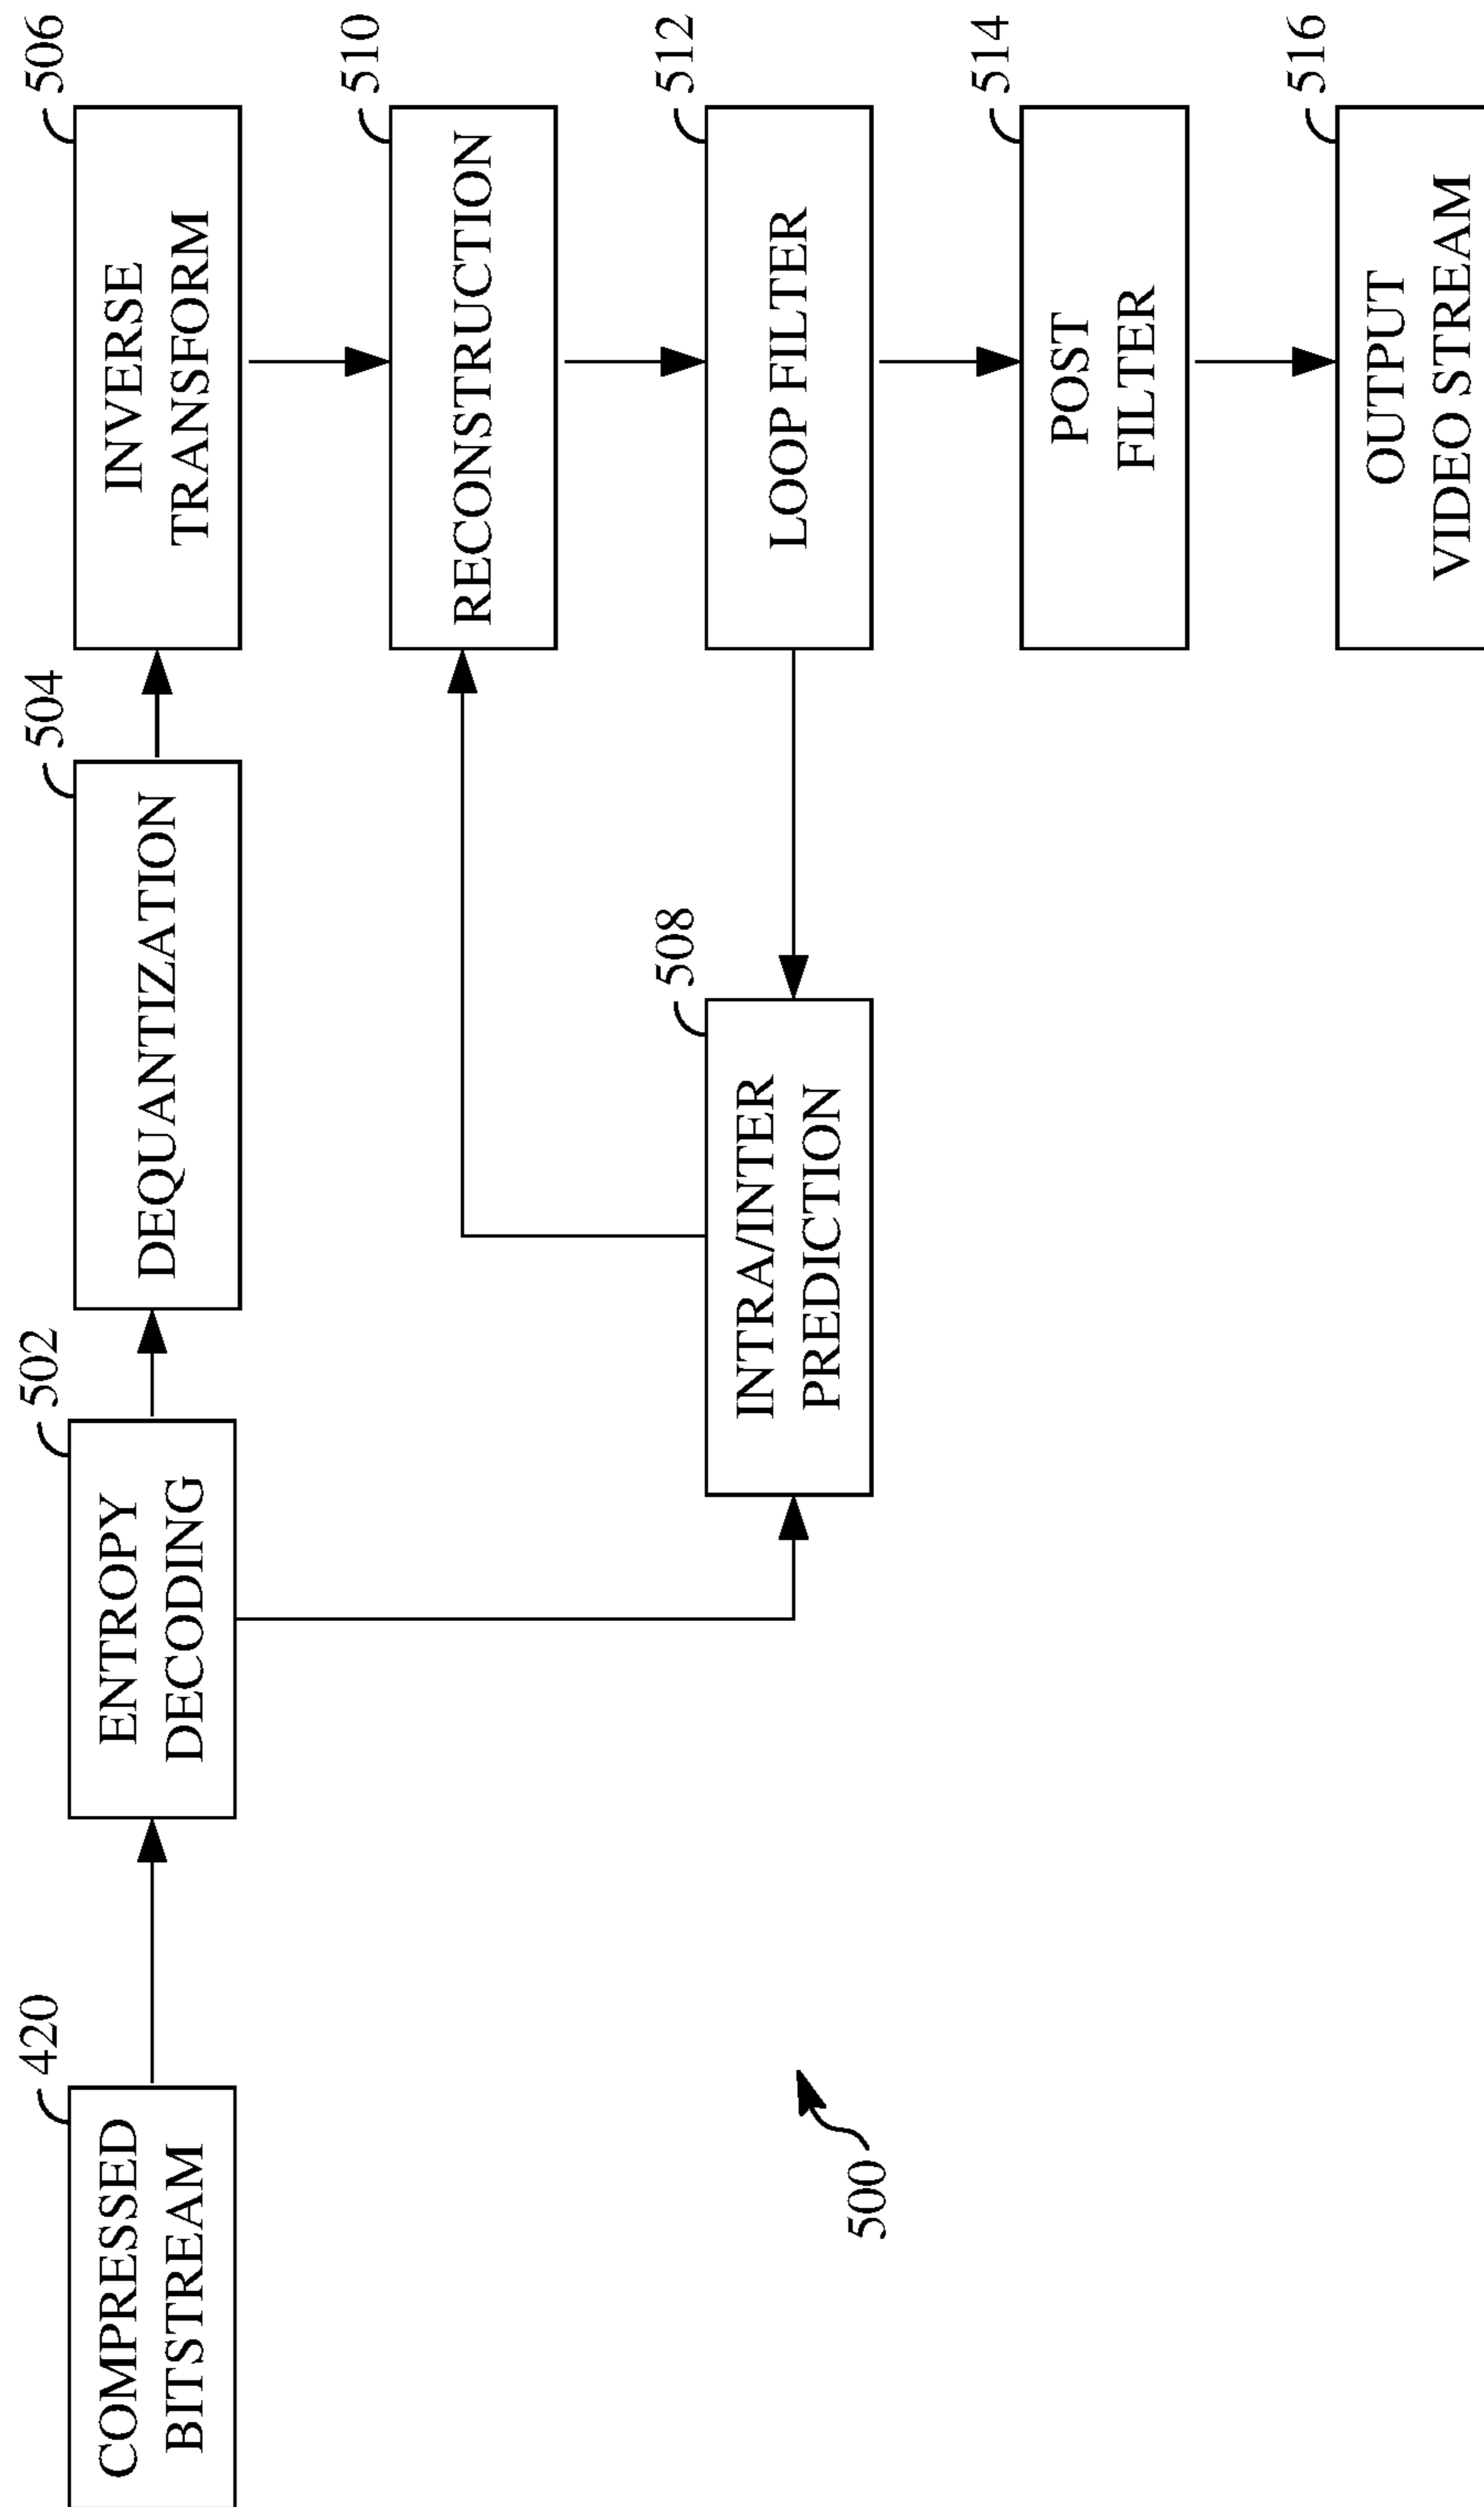 420
COMPRESSED
BITSTREAM
502
ENTROPY
DECODING
504
DEQUANTIZATION
506
INVERSE
TRANSFORM
510
RECONSTRUCTION
508
INTRA/INTER
PREDICTION
512
LOOP FILTER
514
POST
FILTER
516
OUTPUT
VIDEO STREAM
500